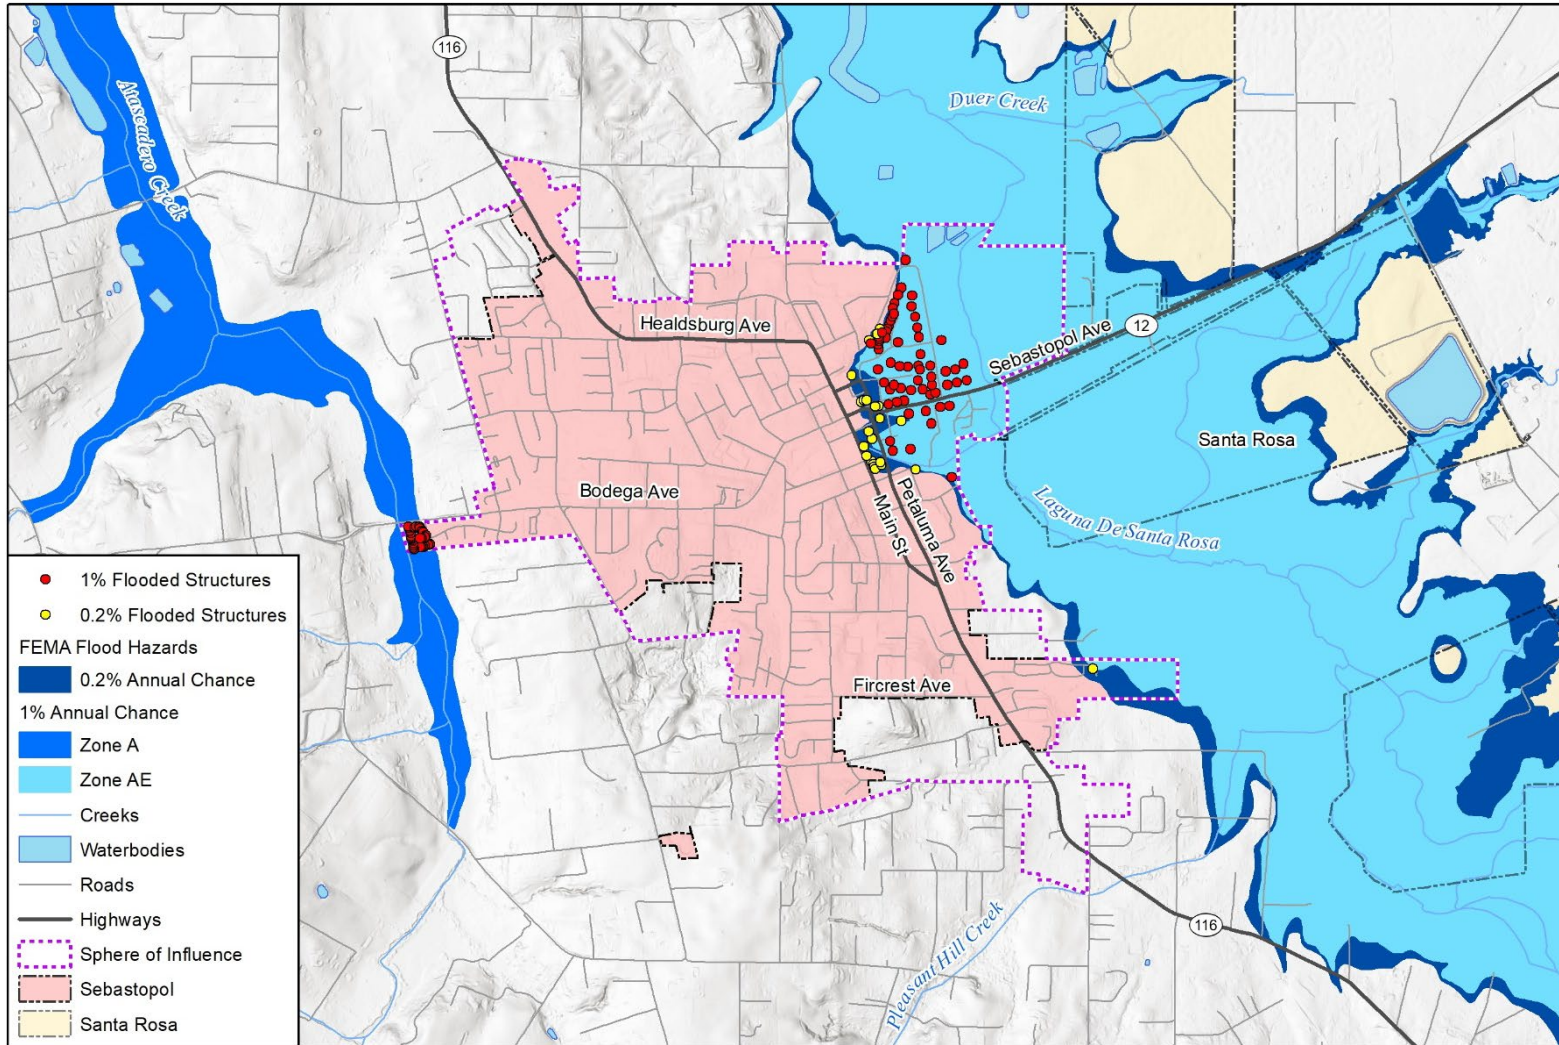 116
Duer Creek
Atascadero Creek
Healdsburg Ave
Sebastopol Ave
12
Santa Rosa
Bodega Ave
Petaluma Ave
Main St
Laguna De Santa Rosa
Fircrest Ave
Pleasant Hill Creek
116
1% Flooded Structures
0.2% Flooded Structures
FEMA Flood Hazards
0.2% Annual Chance
1% Annual Chance
Zone A
Zone AE
Creeks
Waterbodies
Roads
Highways
Sphere of Influence
Sebastopol
Santa Rosa